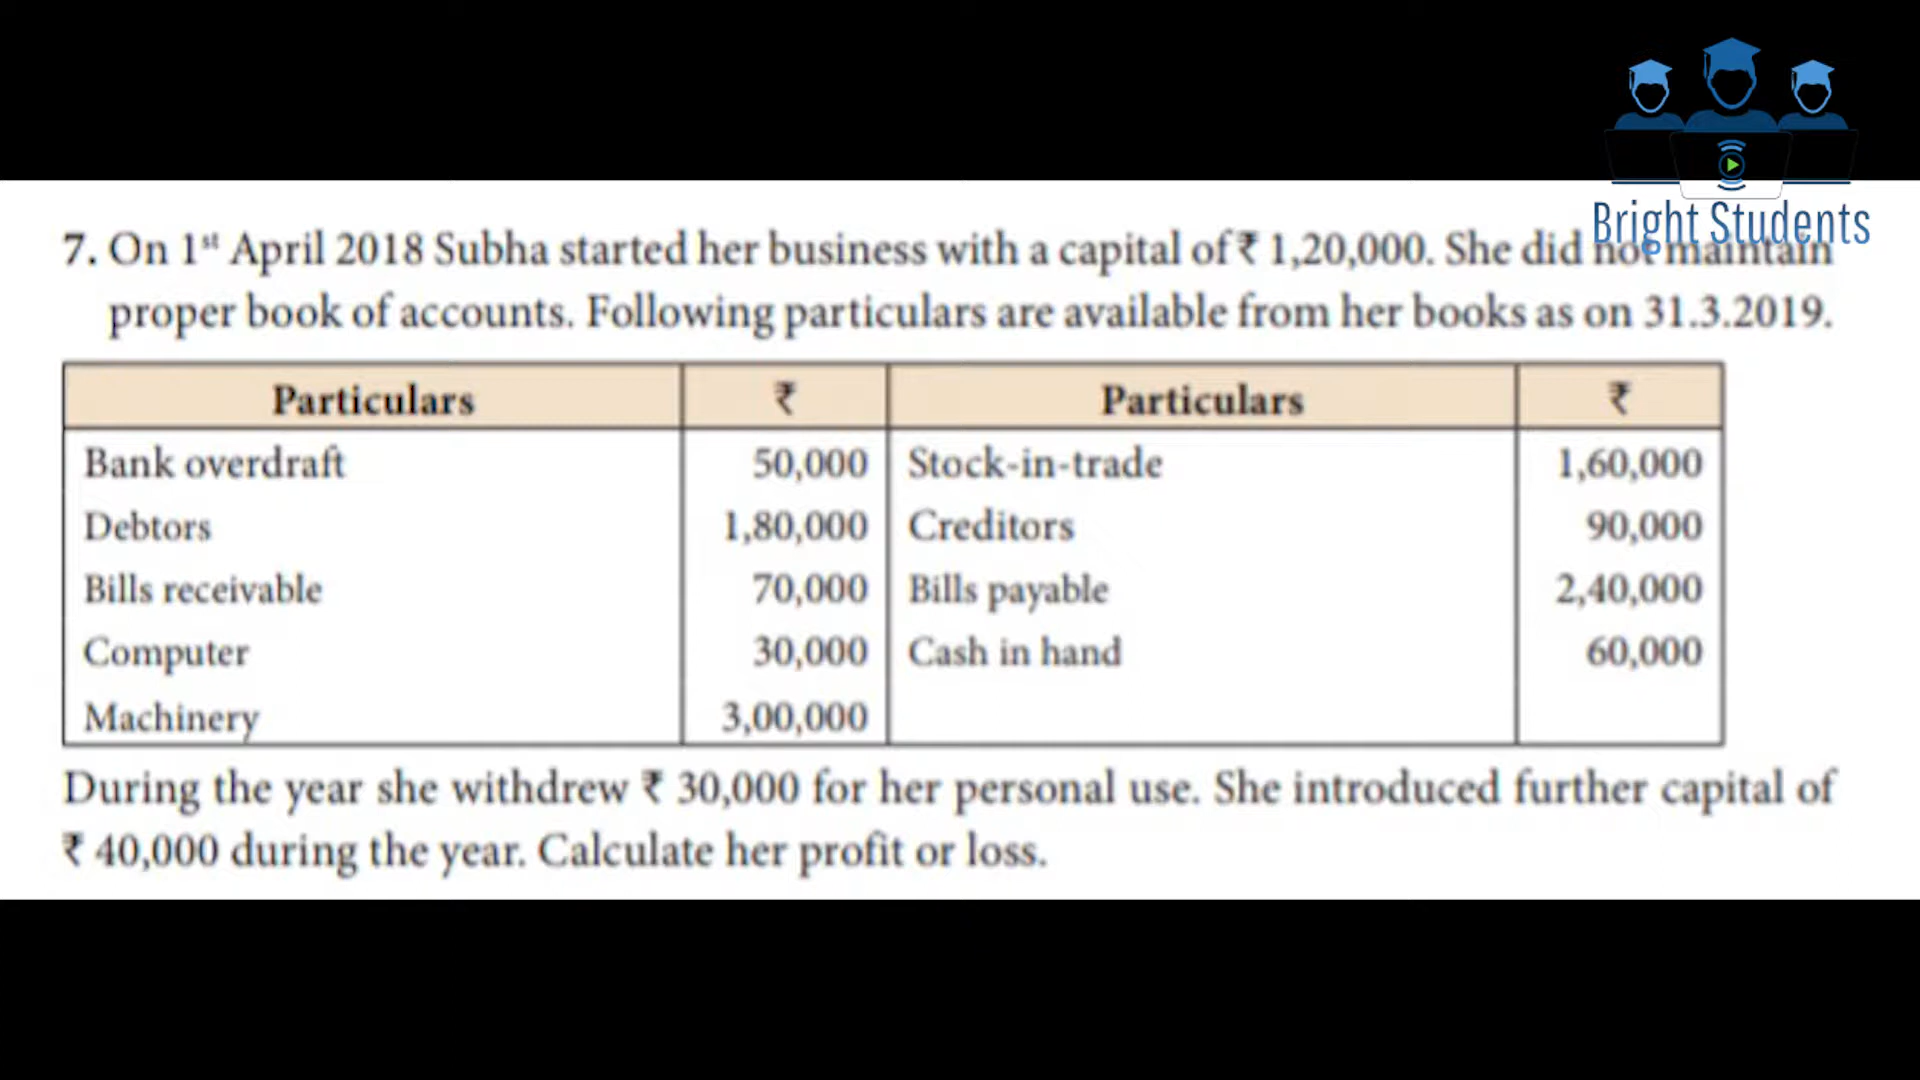 Bright Students
7. On 1st April 2018 Subha started her business with a capital of ₹ 1,20,000. She did not maintain
proper book of accounts. Following particulars are available from her books as on 31.3.2019.
Particulars ₹ Particulars ₹
Bank overdraft 50,000 Stock-in-trade 1,60,000
Debtors 1,80,000 Creditors 90,000
Bills receivable 70,000 Bills payable 2,40,000
Computer 30,000 Cash in hand 60,000
Machinery 3,00,000
During the year she withdrew ₹ 30,000 for her personal use. She introduced further capital of
₹ 40,000 during the year. Calculate her profit or loss.